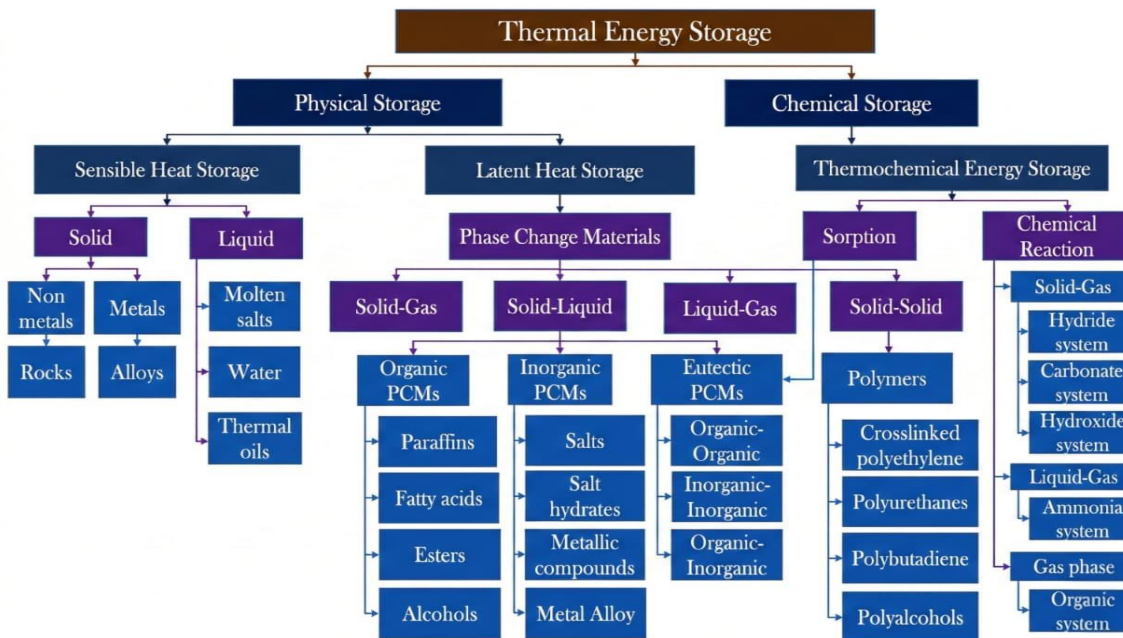 Thermal Energy Storage
Physical Storage
Chemical Storage
Sensible Heat Storage
Latent Heat Storage
Thermochemical Energy Storage
Solid
Liquid
Phase Change Materials
Sorption
Chemical
Reaction
Non
metals
Metals
Molten
salts
Solid-Gas
Solid-Liquid
Liquid-Gas
Solid-Solid
Solid-Gas
Rocks
Alloys
Water
Thermal
oils
Organic
PCMs
Inorganic
PCMs
Eutectic
PCMs
Polymers
Hydride
system
Carbonate
system
Hydroxide
system
Paraffins
Fatty acids
Esters
Alcohols
Salts
Salt
hydrates
Metallic
compounds
Metal Alloy
Organic-
Organic
Inorganic-
Inorganic
Organic-
Inorganic
Crosslinked
polyethylene
Polyurethanes
Polybutadiene
Polyalcohols
Liquid-Gas
Ammonia
system
Gas phase
Organic
system